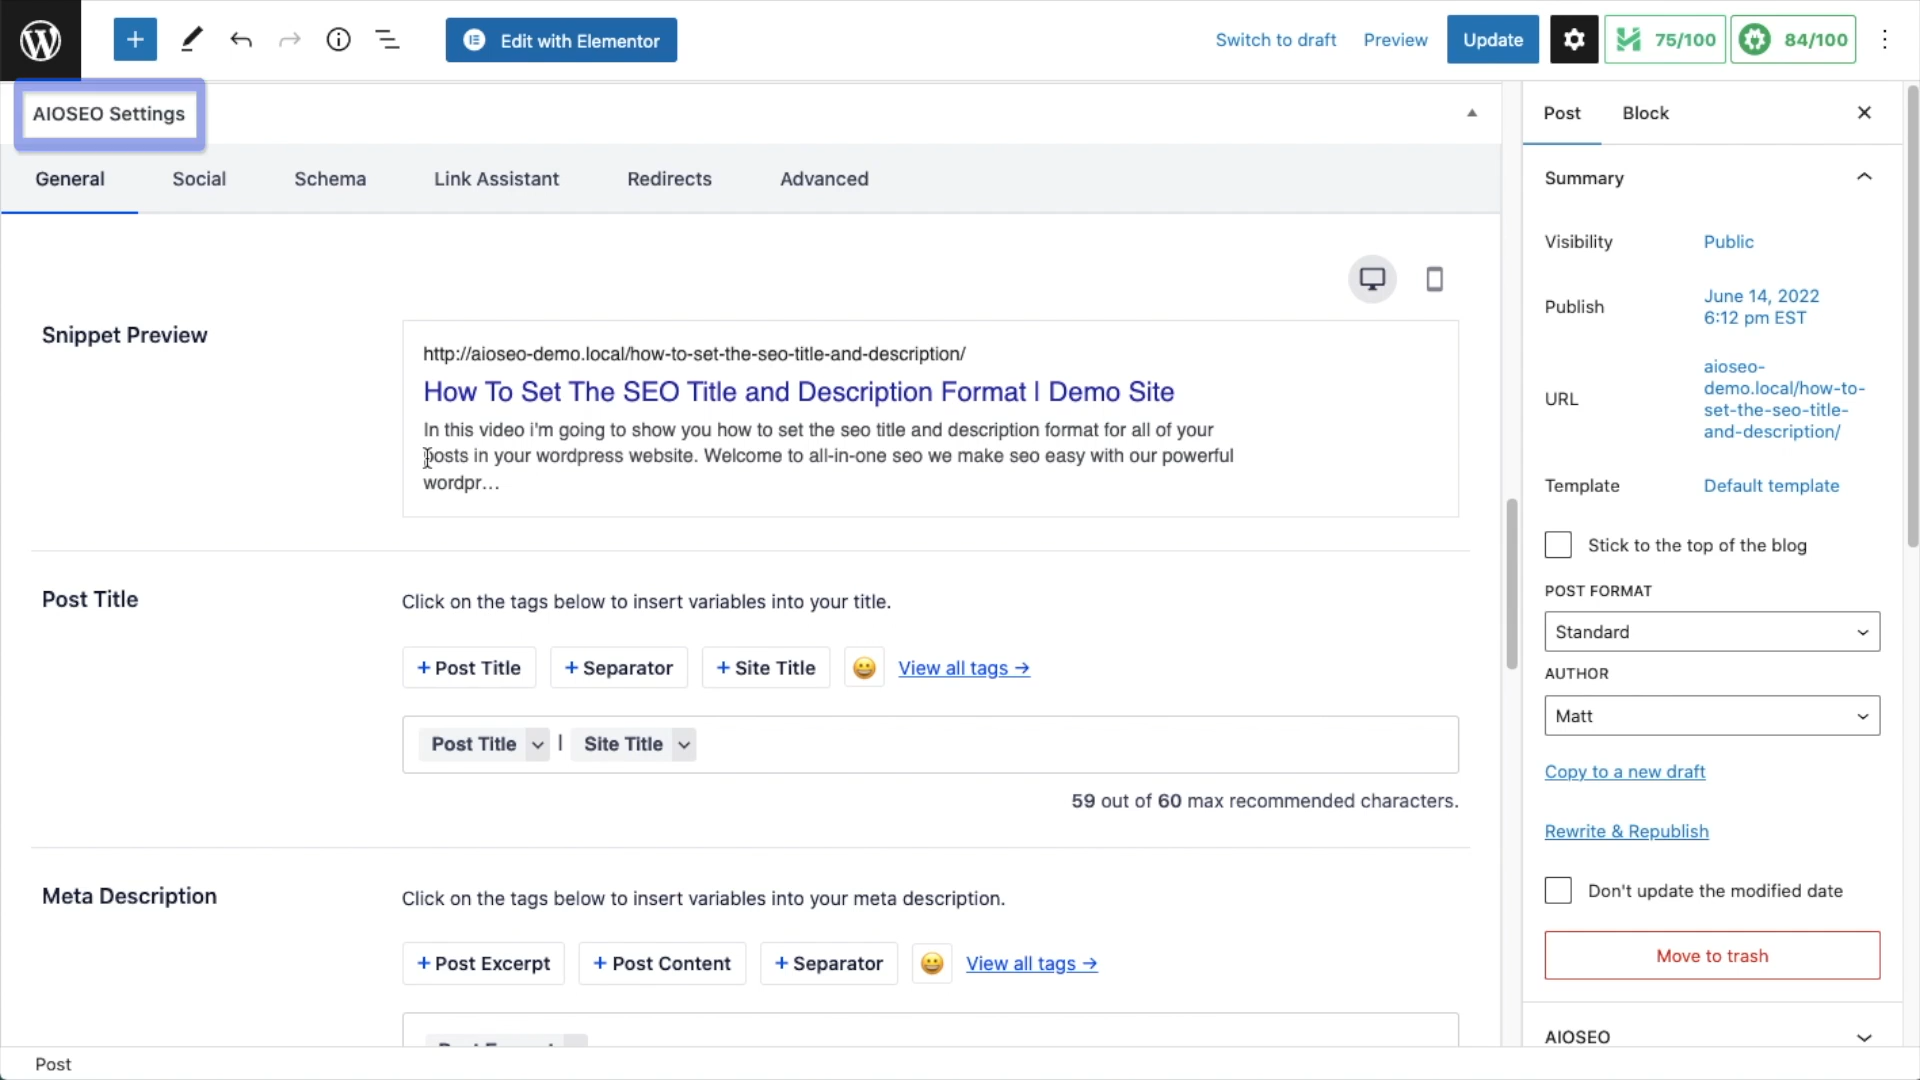 Edit with Elementor
Switch to draft
Preview
Update
75/100
84/100
AIOSEO Settings
General
Social
Schema
Link Assistant
Redirects
Advanced
Snippet Preview
http://aioseo-demo.local/how-to-set-the-seo-title-and-description/
How To Set The SEO Title and Description Format | Demo Site
In this video i'm going to show you how to set the seo title and description format for all of your
posts in your wordpress website. Welcome to all-in-one seo we make seo easy with our powerful
wordpr...
Post Title
Click on the tags below to insert variables into your title.
+ Post Title
+ Separator
+ Site Title
View all tags →
Post Title | Site Title
59 out of 60 max recommended characters.
Meta Description
Click on the tags below to insert variables into your meta description.
+ Post Excerpt
+ Post Content
+ Separator
View all tags →
Post
Post
Block
Summary
Visibility
Public
Publish
June 14, 2022
6:12 pm EST
URL
aioseo-
demo.local/how-to-
set-the-seo-title-
and-description/
Template
Default template
Stick to the top of the blog
POST FORMAT
Standard
AUTHOR
Matt
Copy to a new draft
Rewrite & Republish
Don't update the modified date
Move to trash
AIOSEO